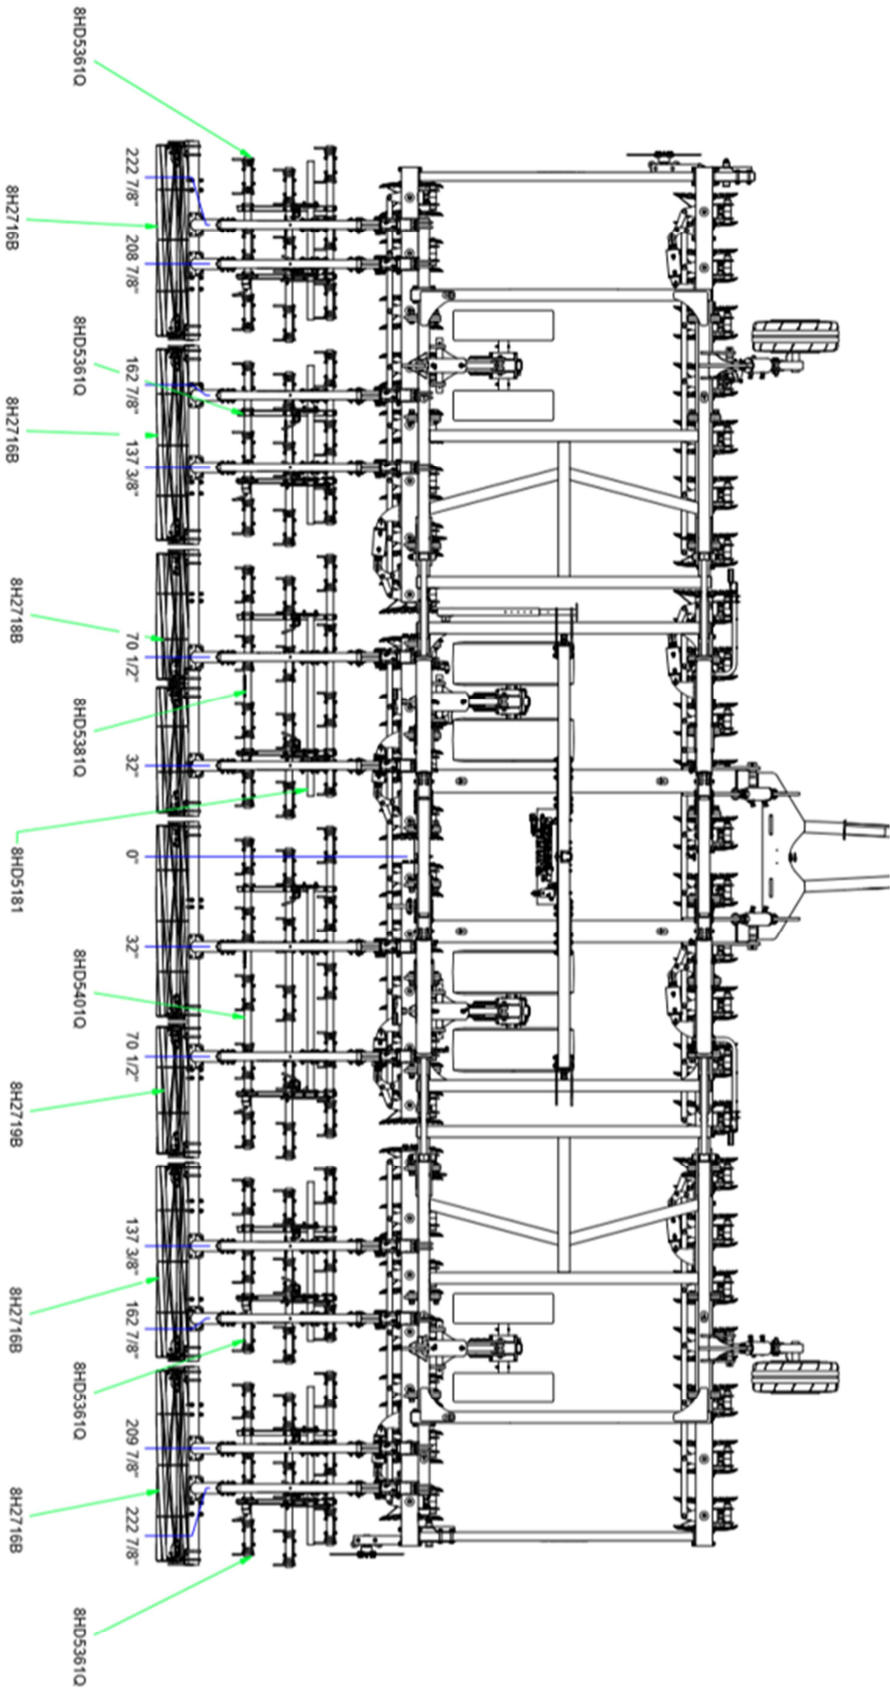 8HD5361Q
8H2716B
222 7/8"
208 7/8"
8HD5361Q
8H2716B
162 7/8"
137 3/8"
8H2718B
70 1/2"
8HD5381Q
32"
8HD5181
0"
32"
8HD5401Q
70 1/2"
8H2719B
137 3/8"
8H2716B
162 7/8"
8HD5361Q
209 7/8"
8H2716B
222 7/8"
8HD5361Q